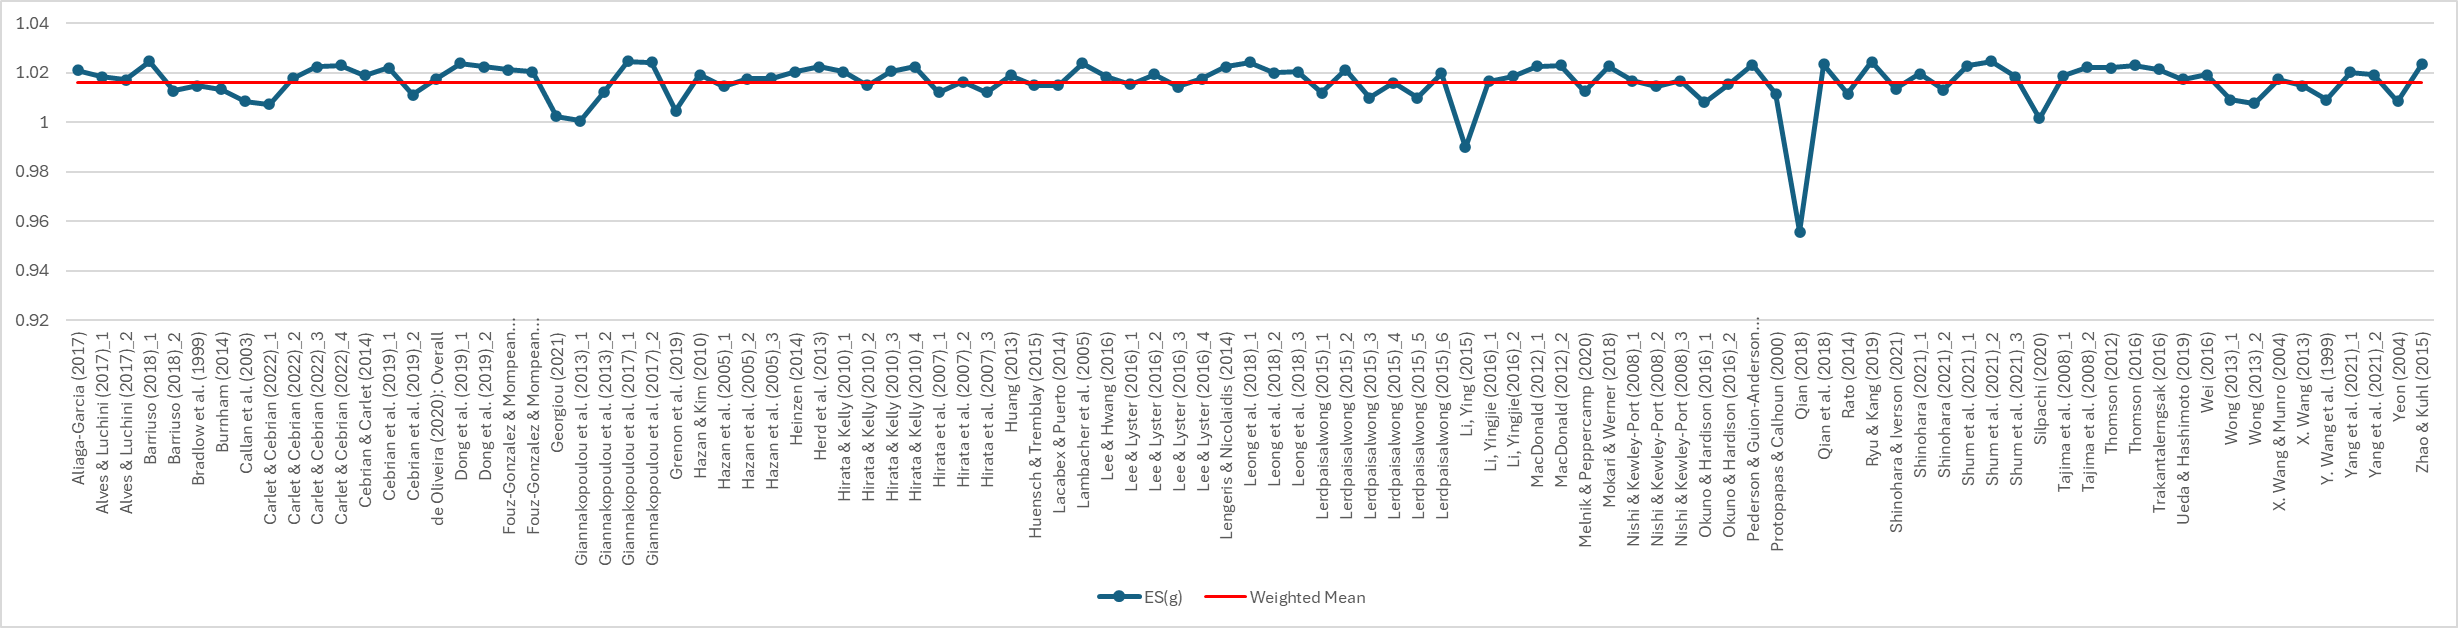 1.04
1.02
1
0.98
0.96
0.94
0.92
Aliaga-Garcia (2017)
Alves & Luchini (2017)_1
Alves & Luchini (2017)_2
Barriuso (2018)_1
Barriuso (2018)_2
Bradlow et al. (1999)
Burnham (2014)
Callan et al. (2003)
Carlet & Cebrian (2022)_1
Carlet & Cebrian (2022)_2
Carlet & Cebrian (2022)_3
Carlet & Cebrian (2022)_4
Cebrian & Carlet (2014)
Cebrian et al. (2019)_1
Cebrian et al. (2019)_2
de Oliveira (2020); Overall
Dong et al. (2019)_1
Dong et al. (2019)_2
Fouz-Gonzalez & Mompean...
Fouz-Gonzalez & Mompean...
Georgiou (2021)
Giannakopoulou et al. (2013)_1
Giannakopoulou et al. (2013)_2
Giannakopoulou et al. (2017)_1
Giannakopoulou et al. (2017)_2
Grenon et al. (2019)
Hazan & Kim (2010)
Hazan et al. (2005)_1
Hazan et al. (2005)_2
Hazan et al. (2005)_3
Heinzen (2014)
Herd et al. (2013)
Hirata & Kelly (2010)_1
Hirata & Kelly (2010)_2
Hirata & Kelly (2010)_3
Hirata & Kelly (2010)_4
Hirata et al. (2007)_1
Hirata et al. (2007)_2
Hirata et al. (2007)_3
Huang (2013)
Huensch & Tremblay (2015)
Lacabex & Puerto (2014)
Lambacher et al. (2005)
Lee & Hwang (2016)
Lee & Lyster (2016)_1
Lee & Lyster (2016)_2
Lee & Lyster (2016)_3
Lee & Lyster (2016)_4
Lengeris & Nicolaidis (2014)
Leong et al. (2018)_1
Leong et al. (2018)_2
Leong et al. (2018)_3
Lerdpaisalwong (2015)_1
Lerdpaisalwong (2015)_2
Lerdpaisalwong (2015)_3
Lerdpaisalwong (2015)_4
Lerdpaisalwong (2015)_5
Lerdpaisalwong (2015)_6
Li, Ying (2015)
Li, Yingjie (2016)_1
Li, Yingjie(2016)_2
MacDonald (2012)_1
MacDonald (2012)_2
Melnik & Peppercamp (2020)
Mokari & Werner (2018)
Nishi & Kewley-Port (2008)_1
Nishi & Kewley-Port (2008)_2
Nishi & Kewley-Port (2008)_3
Okuno & Hardison (2016)_1
Okuno & Hardison (2016)_2
Pederson & Guion-Anderson...
Protopapas & Calhoun (2000)
Qian (2018)
Qian et al. (2018)
Rato (2014)
Ryu & Kang (2019)
Shinohara & Iverson (2021)
Shinohara (2021)_1
Shinohara (2021)_2
Shum et al. (2021)_1
Shum et al. (2021)_2
Shum et al. (2021)_3
Silpachi (2020)
Tajima et al. (2008)_1
Tajima et al. (2008)_2
Thomson (2012)
Thomson (2016)
Trakantalerngsak (2016)
Ueda & Hashimoto (2019)
Wei (2016)
Wong (2013)_1
Wong (2013)_2
X. Wang & Munro (2004)
X. Wang (2013)
Y. Wang et al. (1999)
Yang et al. (2021)_1
Yang et al. (2021)_2
Yeon (2004)
Zhao & Kuhl (2015)
ES(g)
Weighted Mean